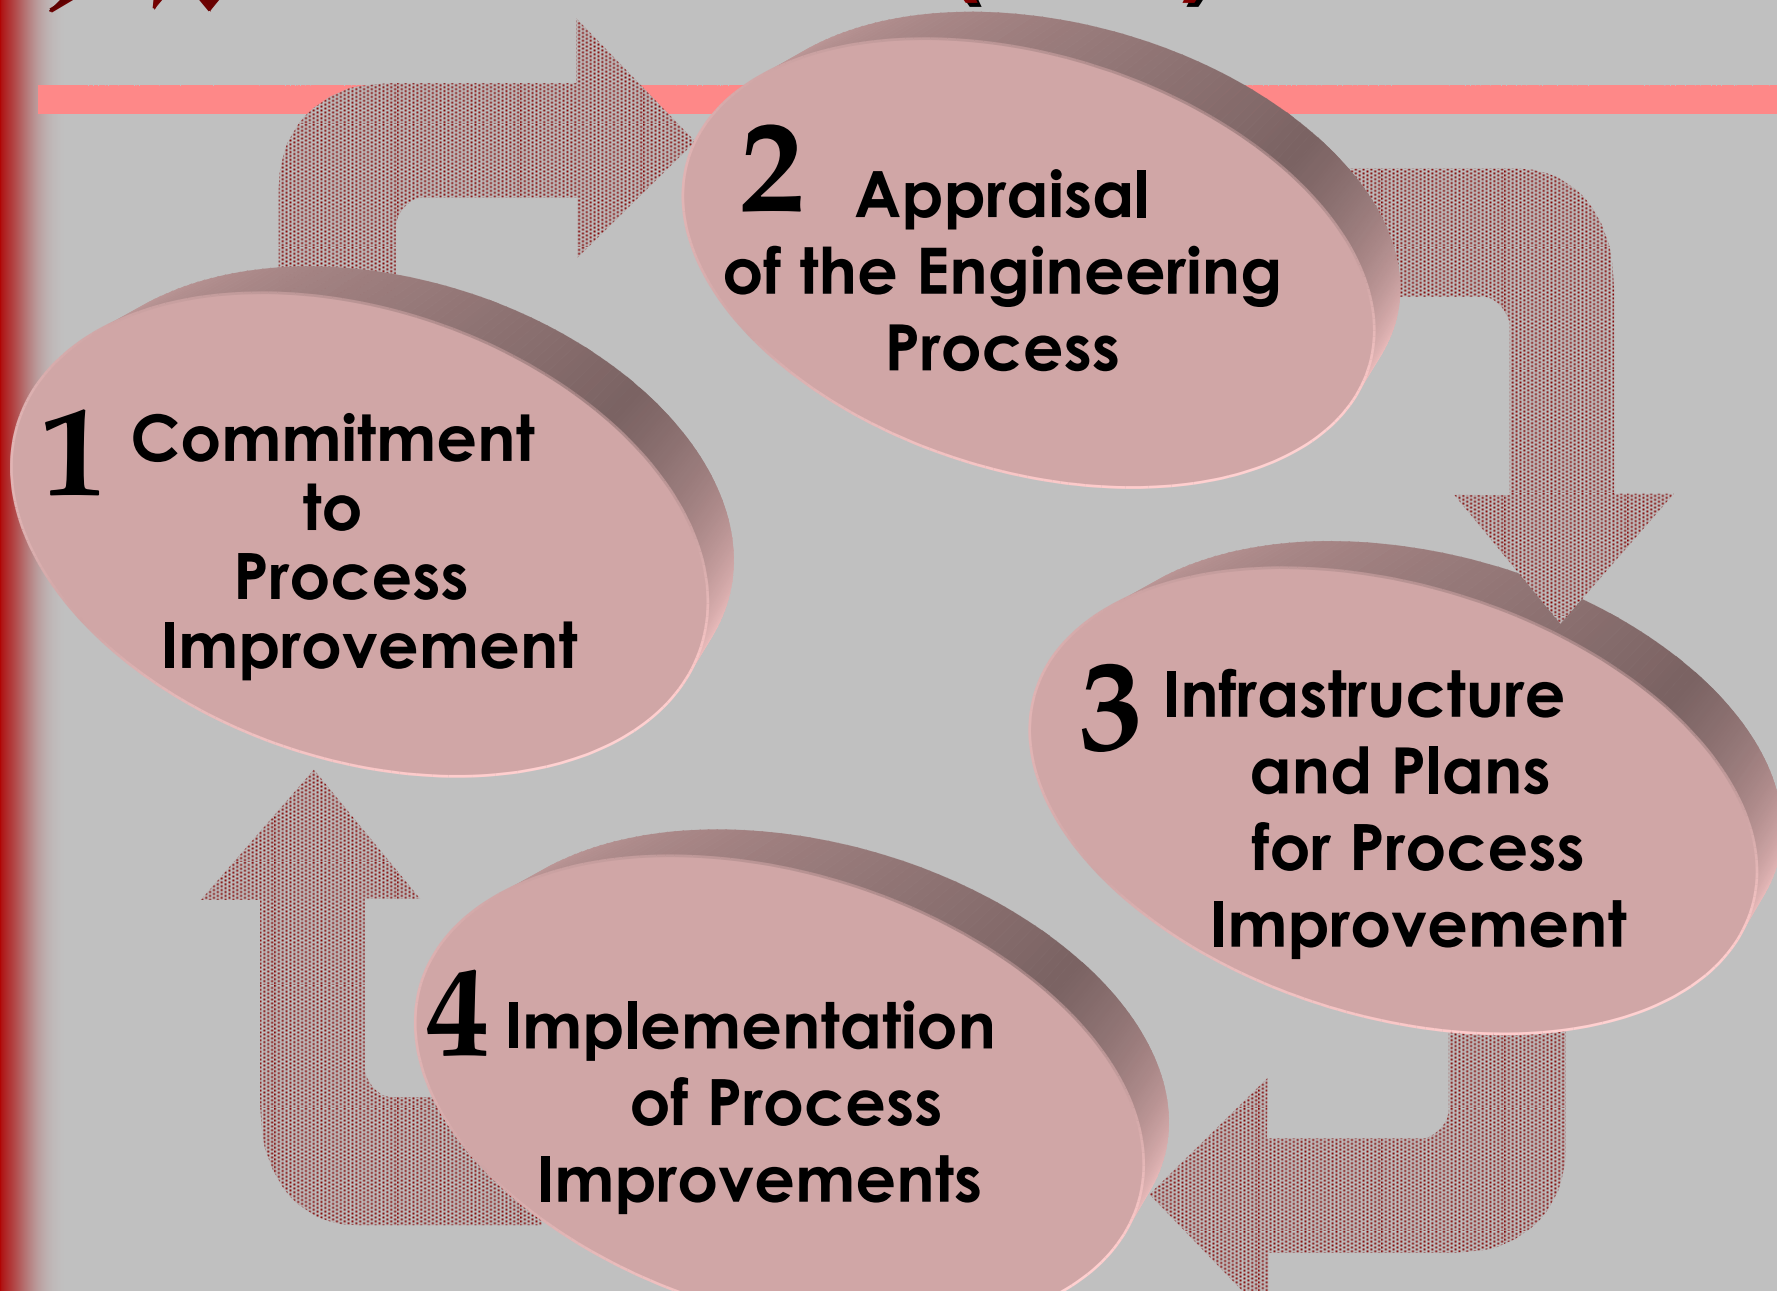 2 Appraisal
of the Engineering
Process
1 Commitment
to
Process
Improvement
3 Infrastructure
and Plans
for Process
Improvement
4 Implementation
of Process
Improvements